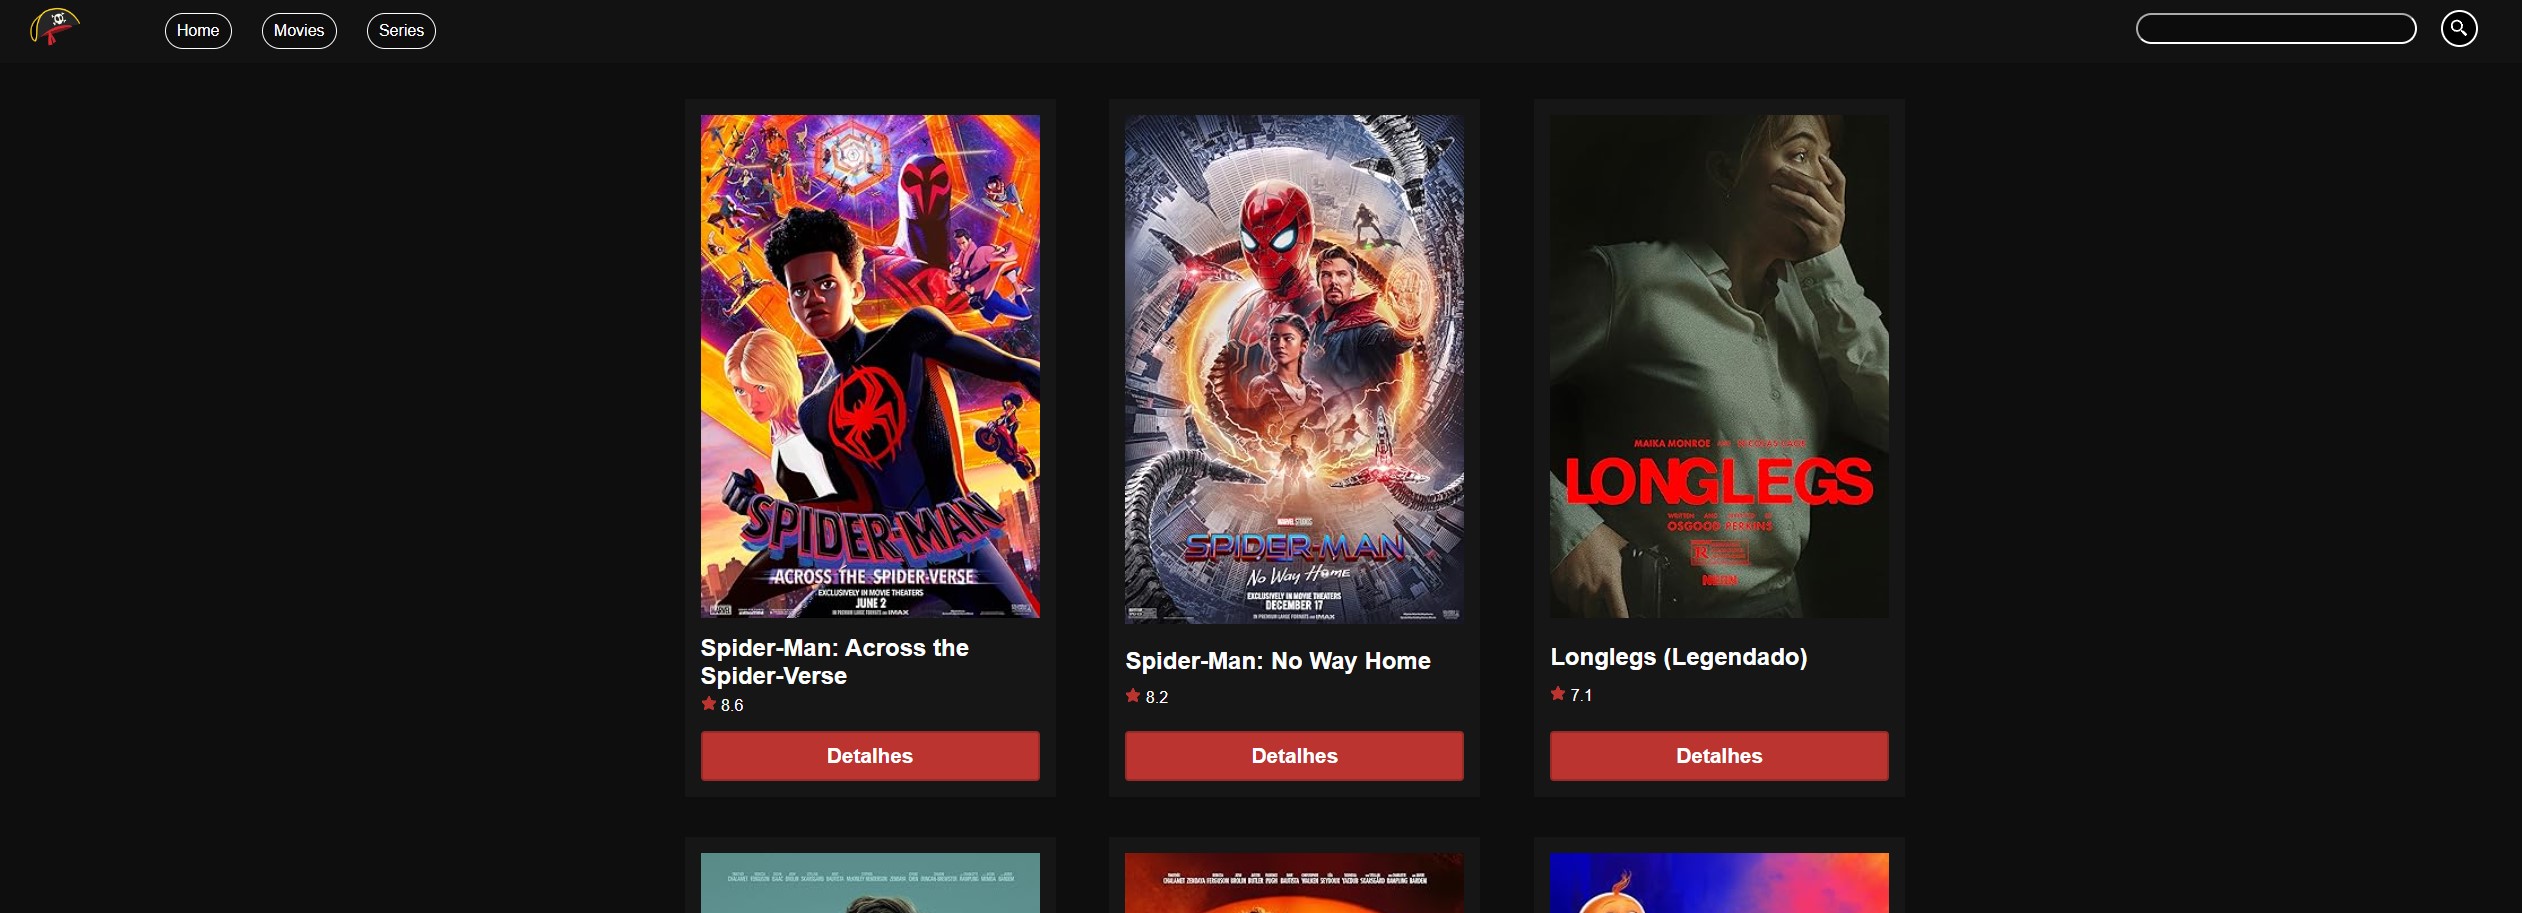 Home
Movies
Series
SPIDER-MAN
ACROSS THE SPIDER-VERSE
EXCLUSIVELY IN MOVIE THEATERS
JUNE 2
IN PREMIUM LARGE FORMATS AND IMAX
Spider-Man: Across the
Spider-Verse
8.6
Detalhes
MARVEL STUDIOS
SPIDER-MAN
No Way Home
EXCLUSIVELY IN MOVIE THEATERS
DECEMBER 17
IN PREMIUM LARGE FORMATS AND IMAX
Spider-Man: No Way Home
8.2
Detalhes
MAIKA MONROE AND NICOLAS CAGE
LONGLEGS
WRITTEN AND DIRECTED BY
OSGOOD PERKINS
R
NEON
Longlegs (Legendado)
7.1
Detalhes